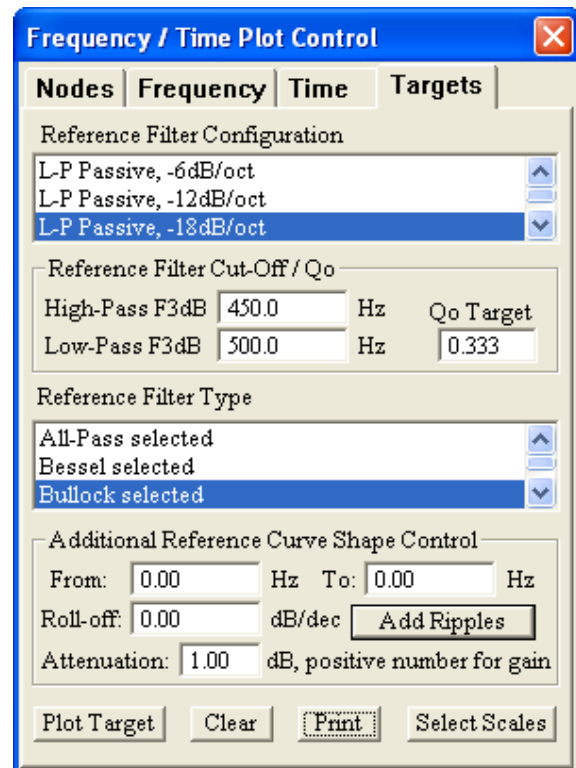 Frequency / Time Plot Control
Nodes Frequency Time Targets
Reference Filter Configuration
L-P Passive, -6dB/oct
L-P Passive, -12dB/oct
L-P Passive, -18dB/oct
Reference Filter Cut-Off / Qo
High-Pass F3dB 450.0 Hz Qo Target
Low-Pass F3dB 500.0 Hz 0.333
Reference Filter Type
All-Pass selected
Bessel selected
Bullock selected
Additional Reference Curve Shape Control
From: 0.00 Hz To: 0.00 Hz
Roll-off: 0.00 dB/dec Add Ripples
Attenuation: 1.00 dB, positive number for gain
Plot Target Clear Print Select Scales